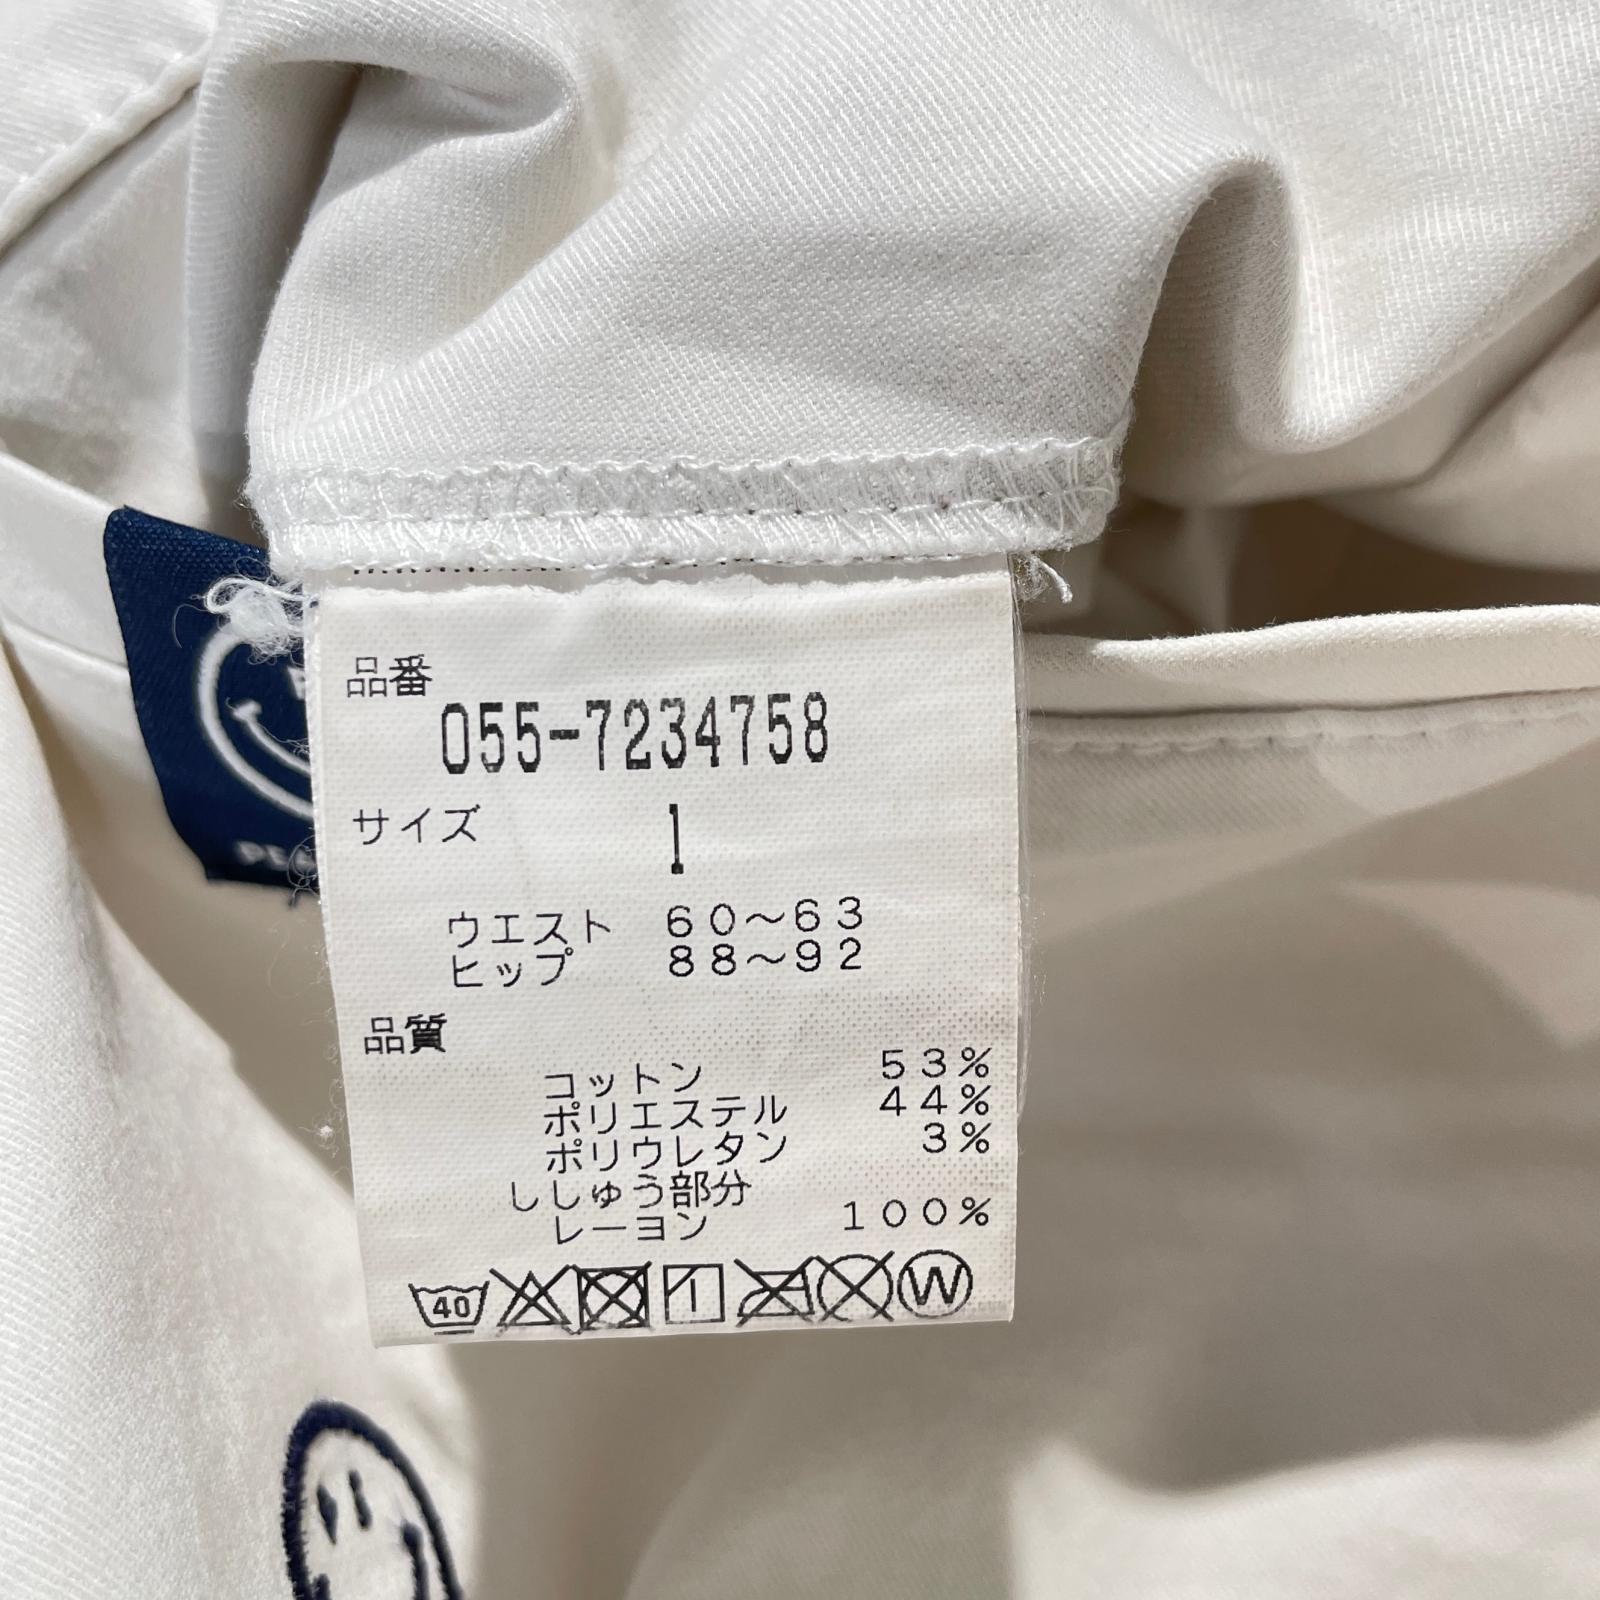 品番
055-7234758
サイズ 1
ウエスト 60〜63
ヒップ 88〜92
品質
コットン 53%
ポリエステル 44%
ポリウレタン 3%
ししゅう部分
レーヨン 100%
40
W